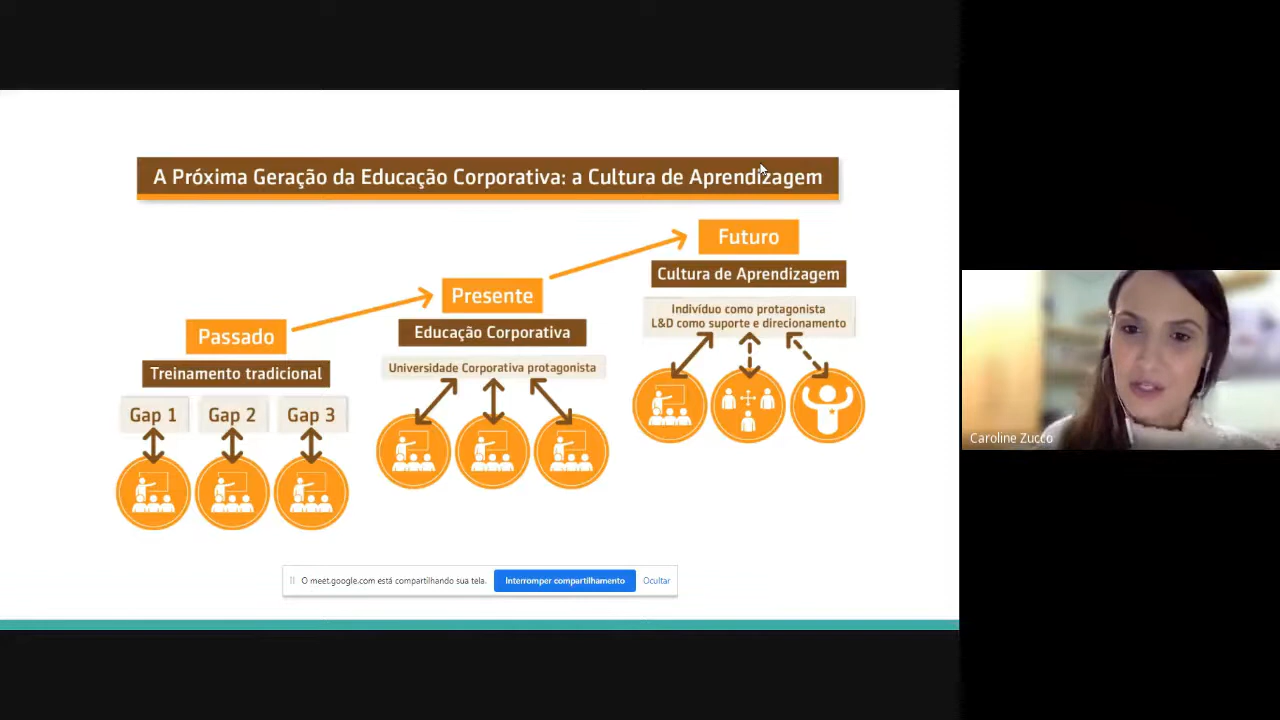 A Próxima Geração da Educação Corporativa: a Cultura de Aprendizagem
Passado
Treinamento tradicional
Gap 1
Gap 2
Gap 3
Presente
Educação Corporativa
Universidade Corporativa protagonista
Futuro
Cultura de Aprendizagem
Indivíduo como protagonista
L&D como suporte e direcionamento
O meet.google.com está compartilhando sua tela.
Interromper compartilhamento
Ocultar
Caroline Zucco